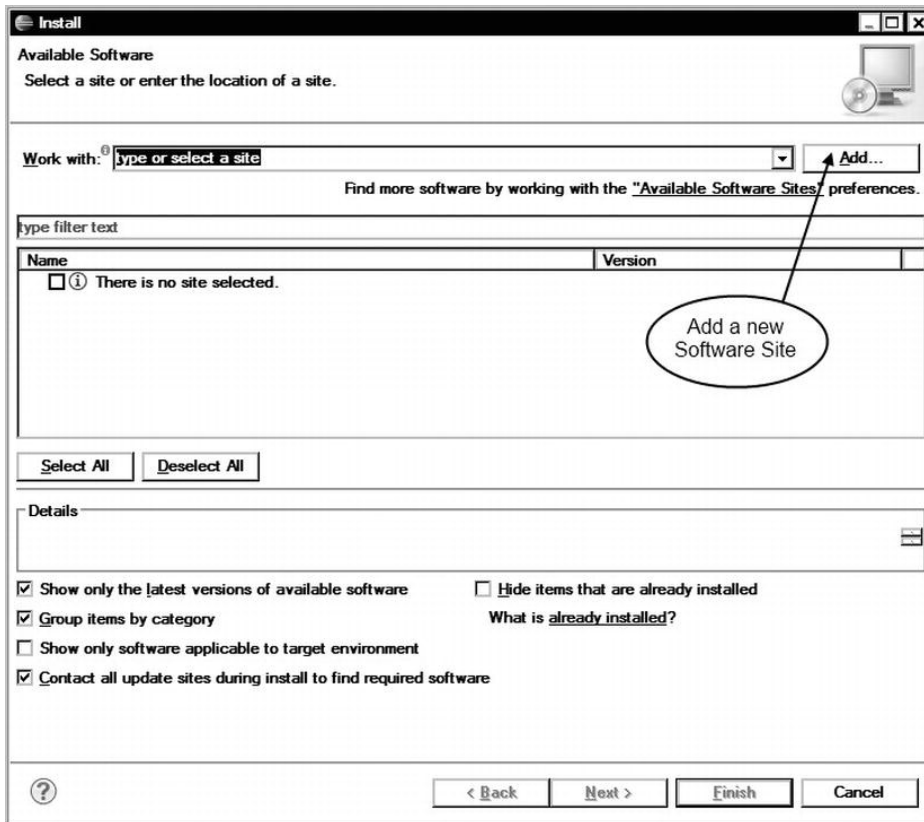 Install
Available Software
Select a site or enter the location of a site.
Work with: type or select a site Add...
Find more software by working with the "Available Software Sites" preferences.
type filter text
Name Version
There is no site selected.
Add a new
Software Site
Select All Deselect All
Details
Show only the latest versions of available software Hide items that are already installed
Group items by category What is already installed?
Show only software applicable to target environment
Contact all update sites during install to find required software
? < Back Next > Finish Cancel